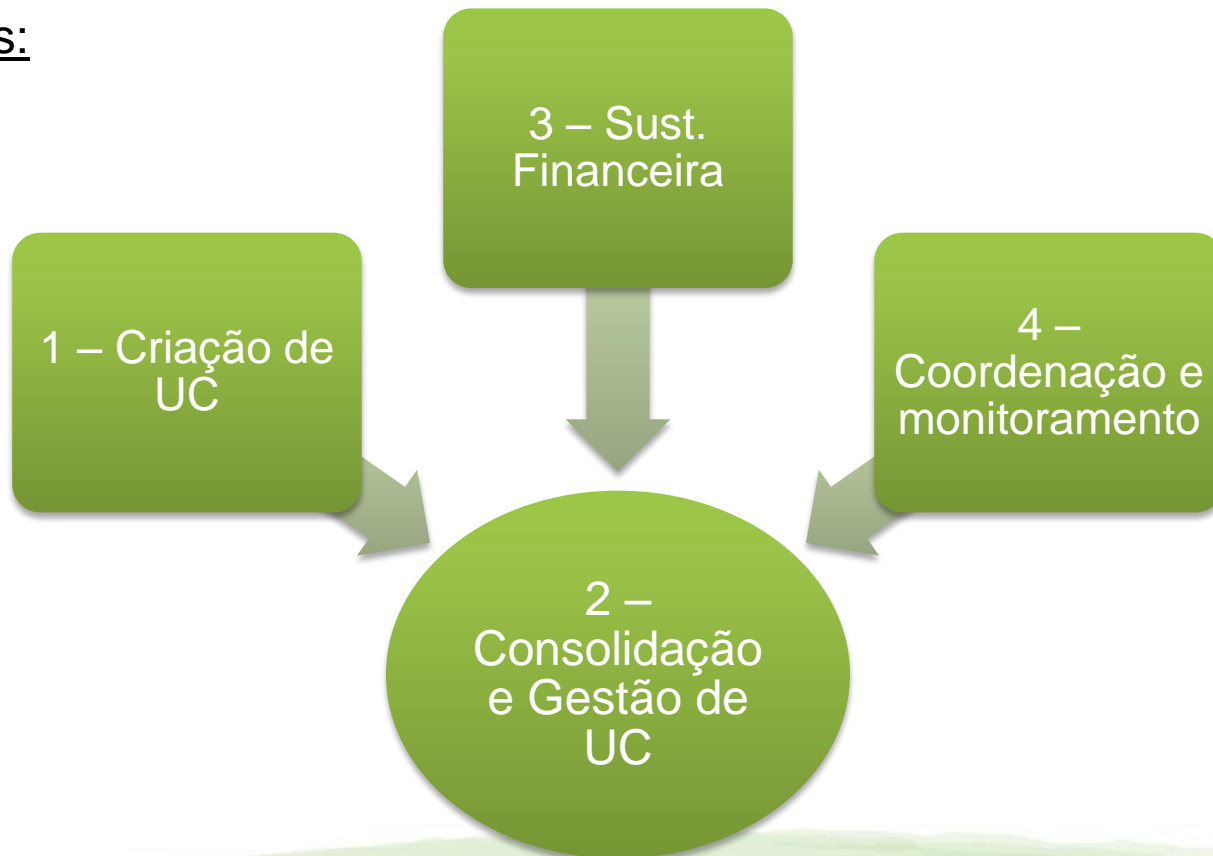 s:
3 – Sust.
Financeira
1 – Criação de
UC
4 –
Coordenação e
monitoramento
2 –
Consolidação
e Gestão de
UC